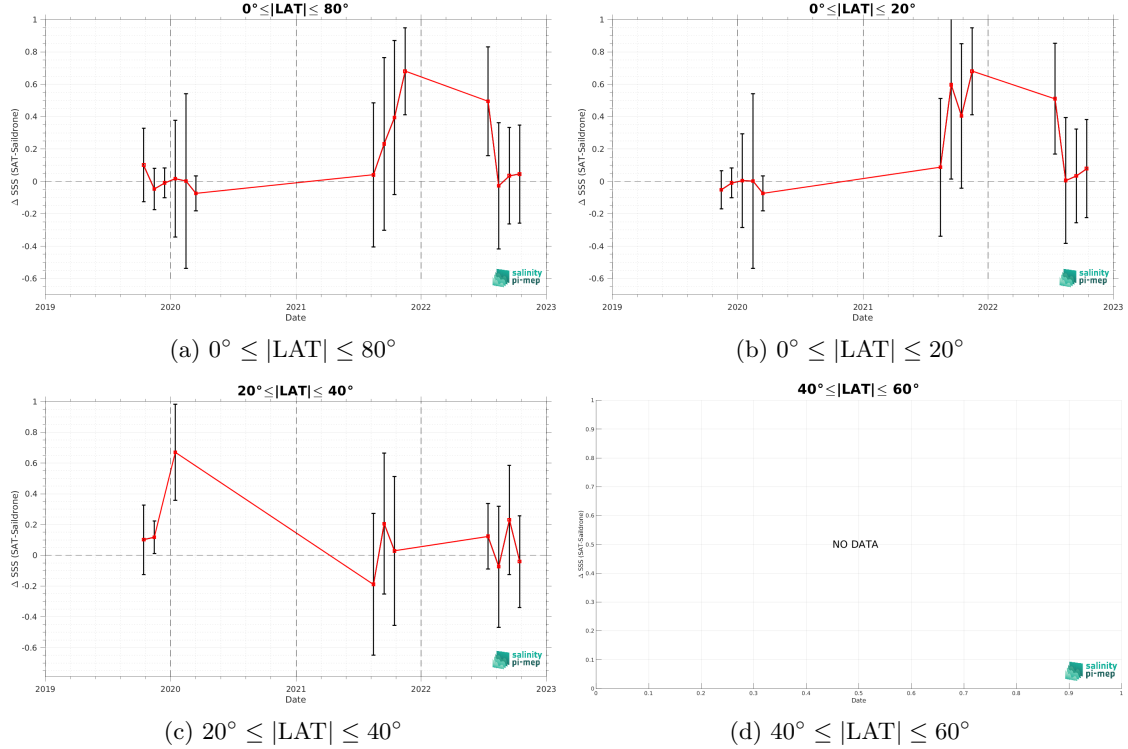 0°≤|LAT|≤ 80°
1
0.8
0.6
0.4
0.2
0
-0.2
-0.4
-0.6
Δ SSS (SAT-Saildrone)
2019
2020
2021
2022
2023
Date
salinity
pi-mep
(a) 0° ≤ |LAT| ≤ 80°
0°≤|LAT|≤ 20°
1
0.8
0.6
0.4
0.2
0
-0.2
-0.4
-0.6
Δ SSS (SAT-Saildrone)
2019
2020
2021
2022
2023
Date
salinity
pi-mep
(b) 0° ≤ |LAT| ≤ 20°
20°≤|LAT|≤ 40°
1
0.8
0.6
0.4
0.2
0
-0.2
-0.4
-0.6
Δ SSS (SAT-Saildrone)
2019
2020
2021
2022
2023
Date
salinity
pi-mep
(c) 20° ≤ |LAT| ≤ 40°
40°≤|LAT|≤ 60°
1
0.9
0.8
0.7
0.6
0.5
0.4
0.3
0.2
0.1
0
Δ SSS (SAT-Saildrone)
NO DATA
0
0.1
0.2
0.3
0.4
0.5
0.6
0.7
0.8
0.9
1
Date
salinity
pi-mep
(d) 40° ≤ |LAT| ≤ 60°